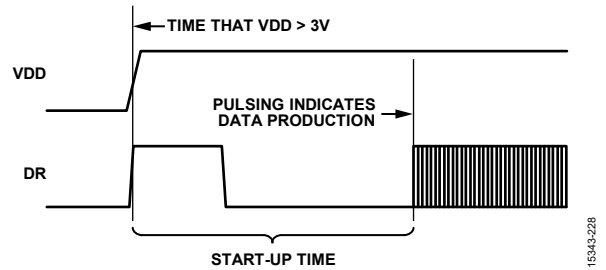 TIME THAT VDD > 3V
VDD
PULSING INDICATES
DATA PRODUCTION
DR
START-UP TIME
15343-228